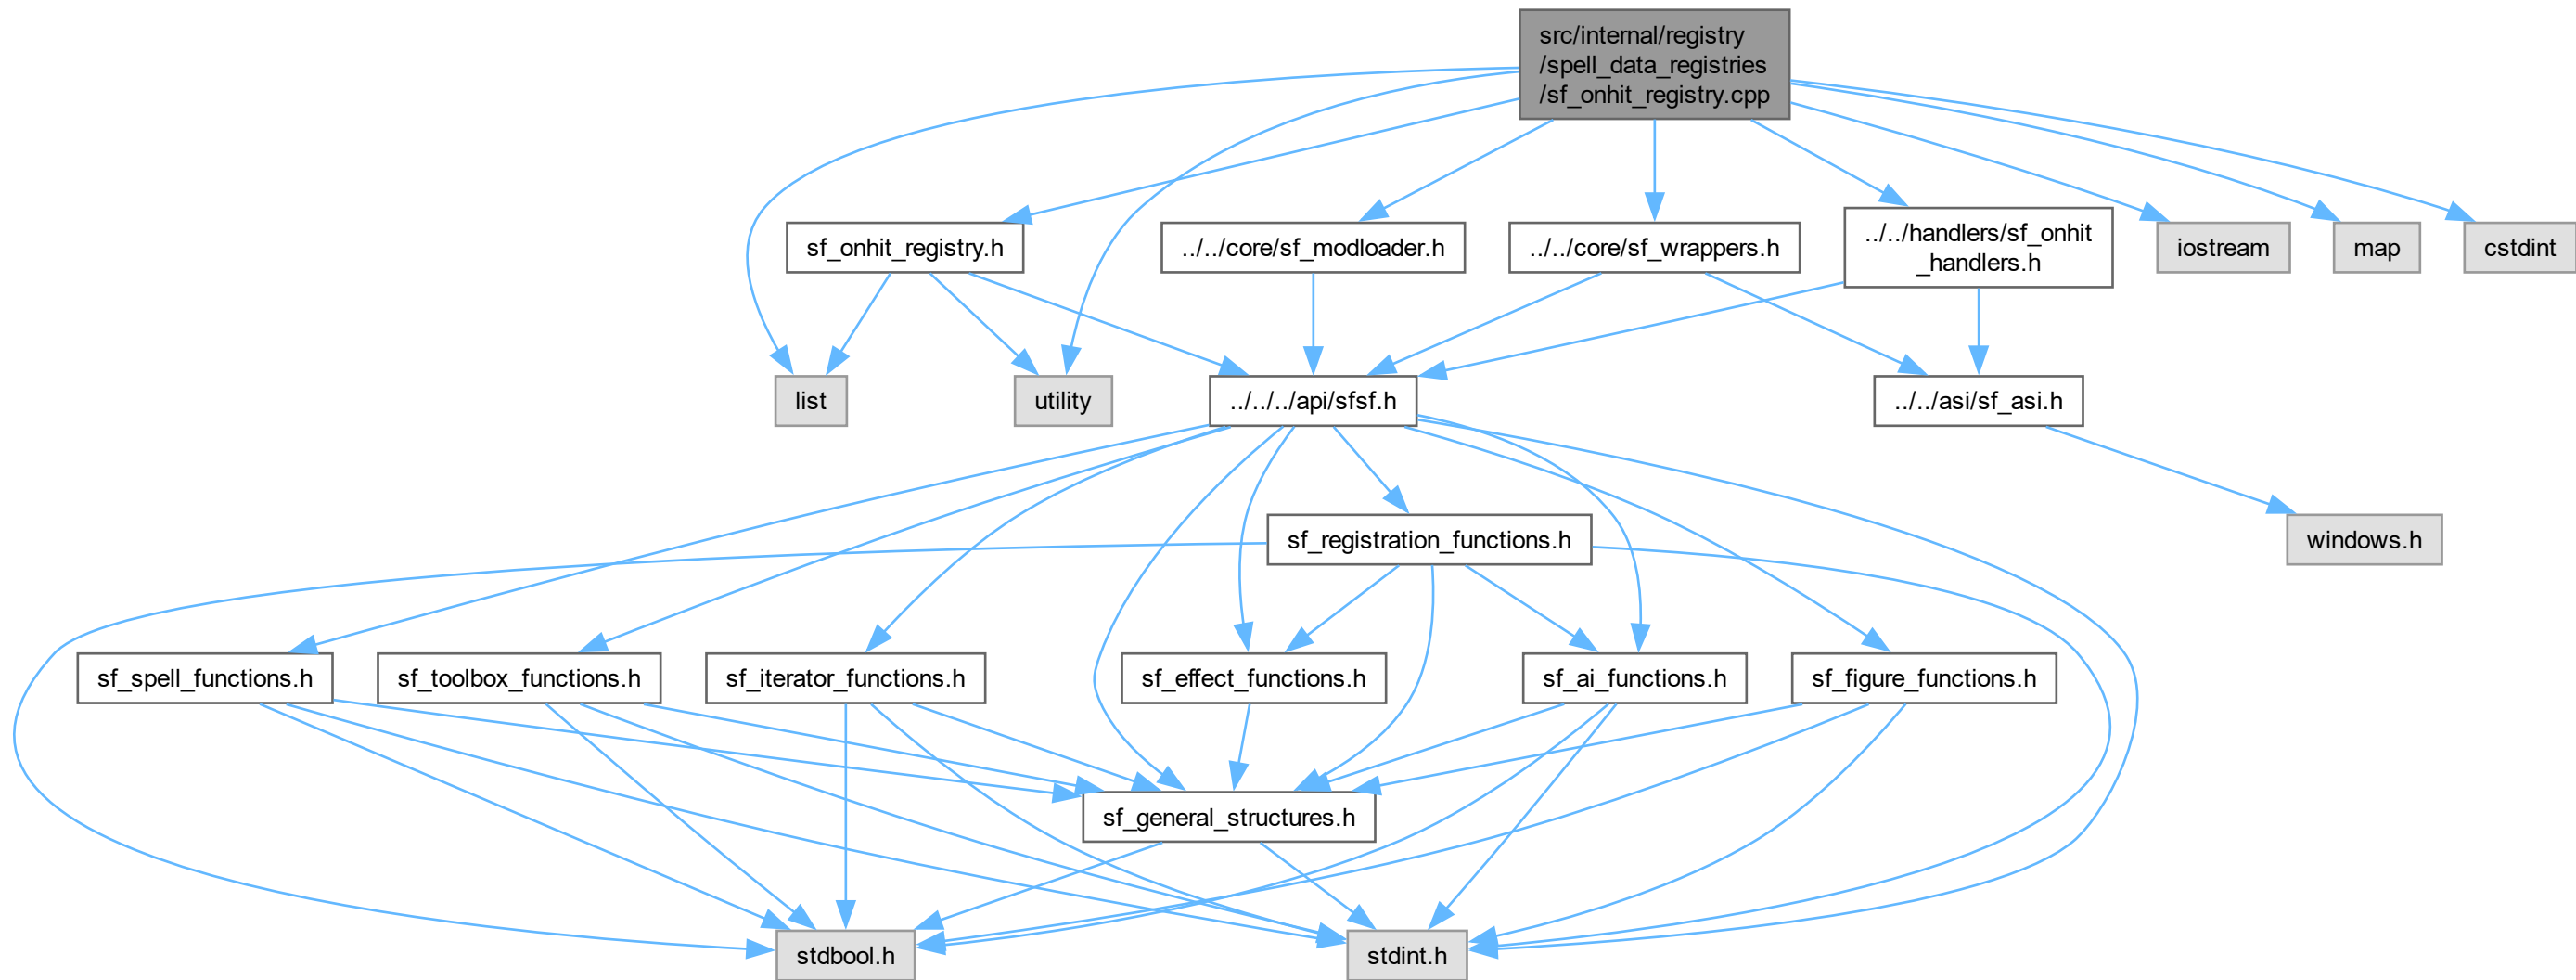 src/internal/registry
/spell_data_registries
/sf_onhit_registry.cpp
sf_onhit_registry.h
../../core/sf_modloader.h
../../core/sf_wrappers.h
../../handlers/sf_onhit
_handlers.h
iostream
map
cstdint
list
utility
../../../api/sfsf.h
../../asi/sf_asi.h
sf_registration_functions.h
windows.h
sf_spell_functions.h
sf_toolbox_functions.h
sf_iterator_functions.h
sf_effect_functions.h
sf_ai_functions.h
sf_figure_functions.h
sf_general_structures.h
stdbool.h
stdint.h